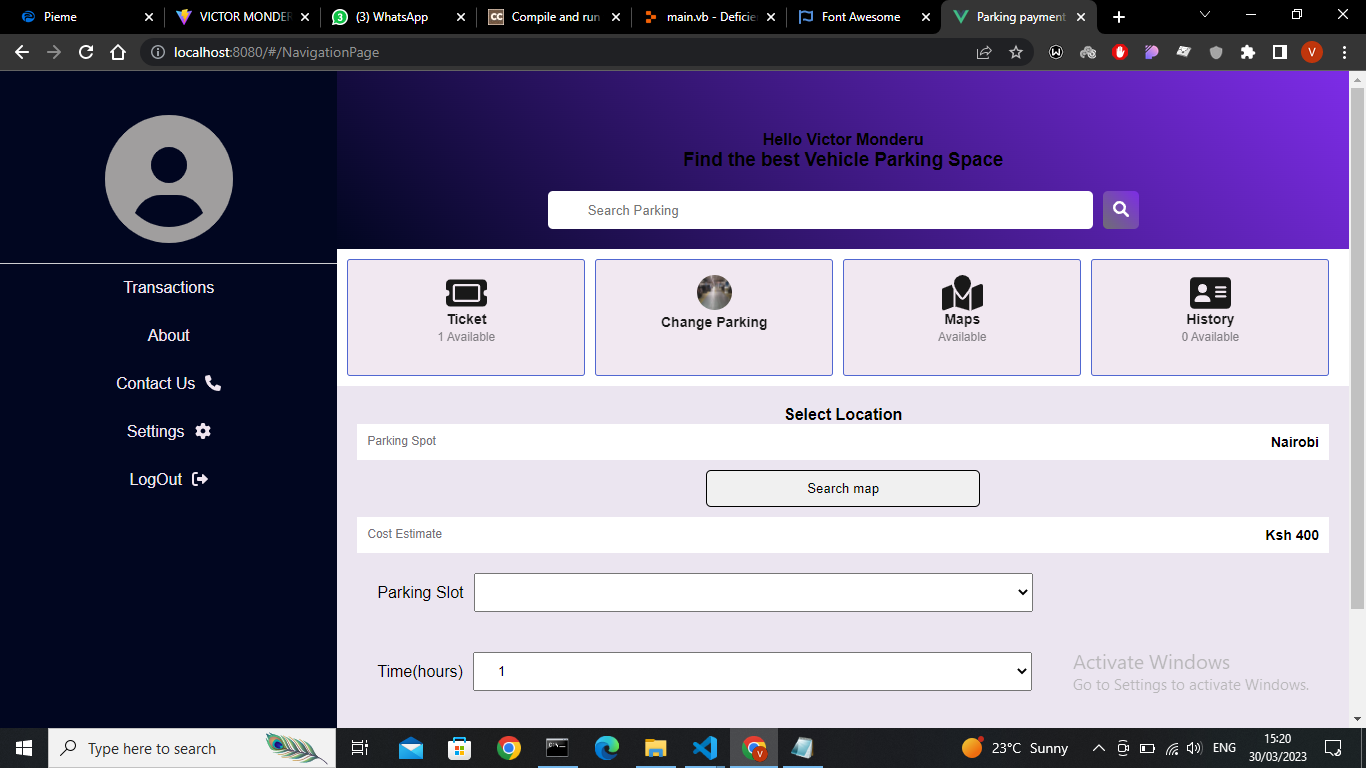 Pieme
VICTOR MONDER
(3) WhatsApp
CC
Compile and run
main.vb - Deficie
Font Awesome
Parking payment
localhost:8080/#/NavigationPage
V
Hello Victor Monderu
Find the best Vehicle Parking Space
Search Parking
Transactions
About
Contact Us
Settings
LogOut
Ticket
1 Available
Change Parking
Maps
Available
History
0 Available
Select Location
Parking Spot
Nairobi
Search map
Cost Estimate
Ksh 400
Parking Slot
Time(hours)
1
Activate Windows
Go to Settings to activate Windows.
Type here to search
V
23°C Sunny
ENG
15:20
30/03/2023